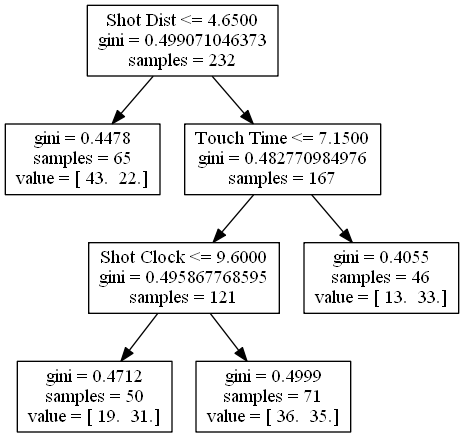 Shot Dist <= 4.6500
gini = 0.499071046373
samples = 232
gini = 0.4478
samples = 65
value = [ 43.  22.]
Touch Time <= 7.1500
gini = 0.482770984976
samples = 167
Shot Clock <= 9.6000
gini = 0.495867768595
samples = 121
gini = 0.4055
samples = 46
value = [ 13.  33.]
gini = 0.4712
samples = 50
value = [ 19.  31.]
gini = 0.4999
samples = 71
value = [ 36.  35.]